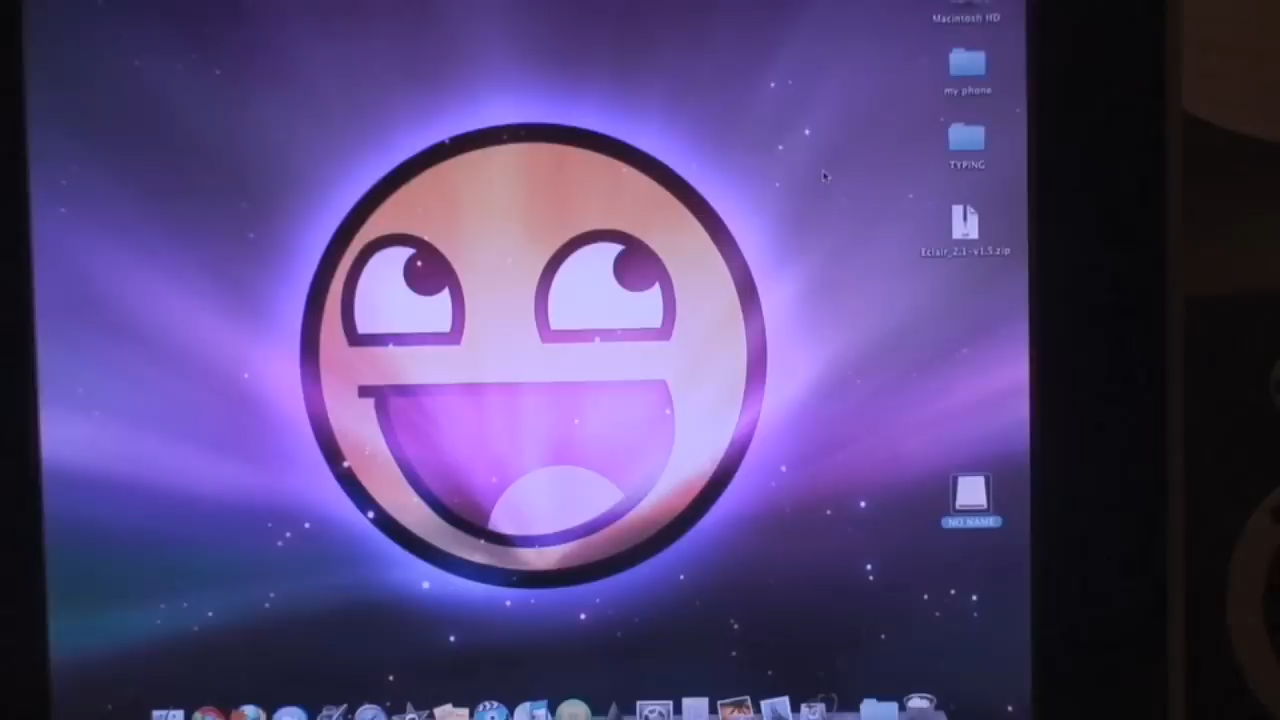 Macintosh HD
my phone
TYPING
Eclair_2.1-v1.5.zip
NO NAME